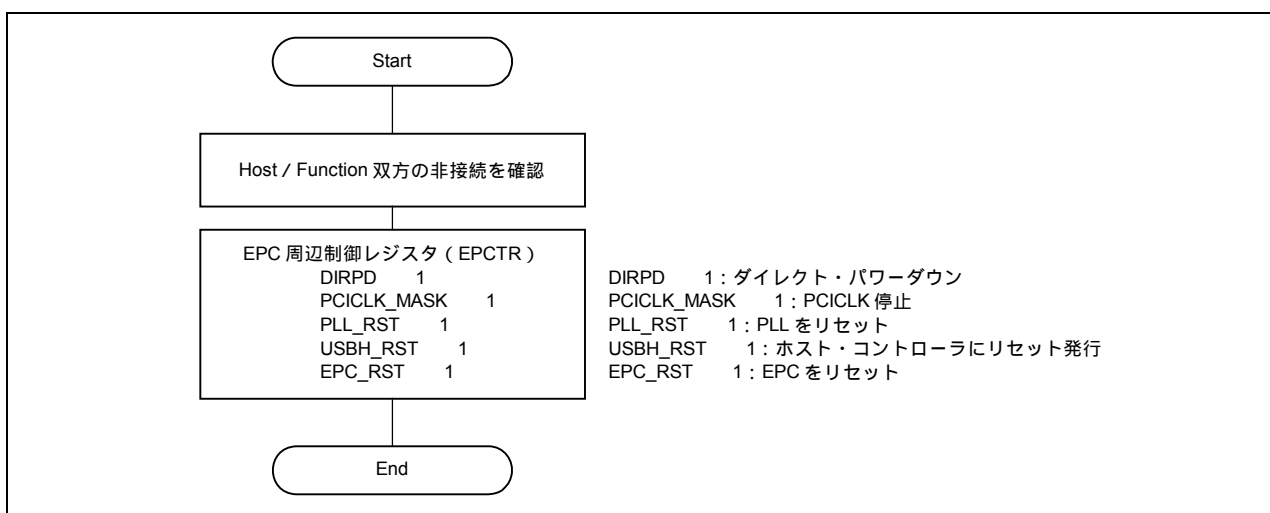 Start
Host / Function 双方の非接続を確認
EPC 周辺制御レジスタ ( EPCTR )
DIRPD 1
PCICLK_MASK 1
PLL_RST 1
USBH_RST 1
EPC_RST 1
DIRPD 1 : ダイレクト・パワーダウン
PCICLK_MASK 1 : PCICLK 停止
PLL_RST 1 : PLL をリセット
USBH_RST 1 : ホスト・コントローラにリセット発行
EPC_RST 1 : EPC をリセット
End